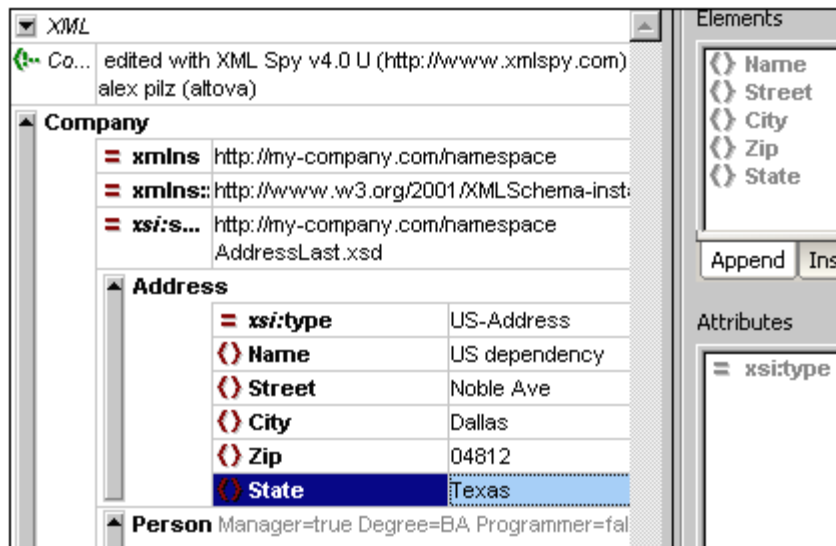 XML
Co... edited with XML Spy v4.0 U (http://www.xmlspy.com)
alex pilz (altova)
Company
xmlns http://my-company.com/namespace
xmlns: http://www.w3.org/2001/XMLSchema-inst
xsi:s... http://my-company.com/namespace
AddressLast.xsd
Address
xsi:type US-Address
Name US dependency
Street Noble Ave
City Dallas
Zip 04812
State Texas
Person Manager=true Degree=BA Programmer=fal
Elements
Name
Street
City
Zip
State
Append Ins
Attributes
xsi:type